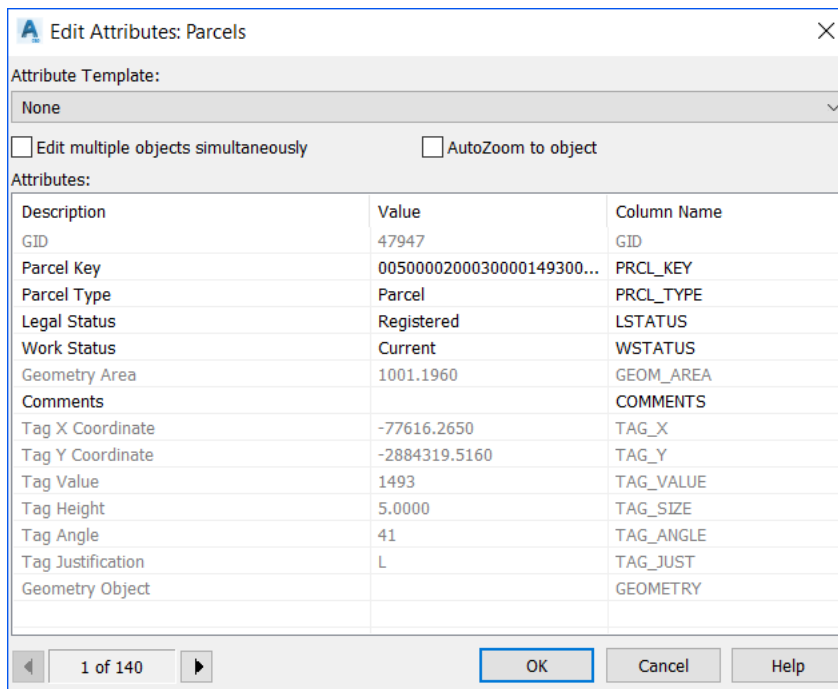 Edit Attributes: Parcels
Attribute Template:
None
Edit multiple objects simultaneously AutoZoom to object
Attributes:
Description Value Column Name
GID 47947 GID
Parcel Key 0050000200030000149300... PRCL_KEY
Parcel Type Parcel PRCL_TYPE
Legal Status Registered LSTATUS
Work Status Current WSTATUS
Geometry Area 1001.1960 GEOM_AREA
Comments COMMENTS
Tag X Coordinate -77616.2650 TAG_X
Tag Y Coordinate -2884319.5160 TAG_Y
Tag Value 1493 TAG_VALUE
Tag Height 5.0000 TAG_SIZE
Tag Angle 41 TAG_ANGLE
Tag Justification L TAG_JUST
Geometry Object GEOMETRY
1 of 140 OK Cancel Help